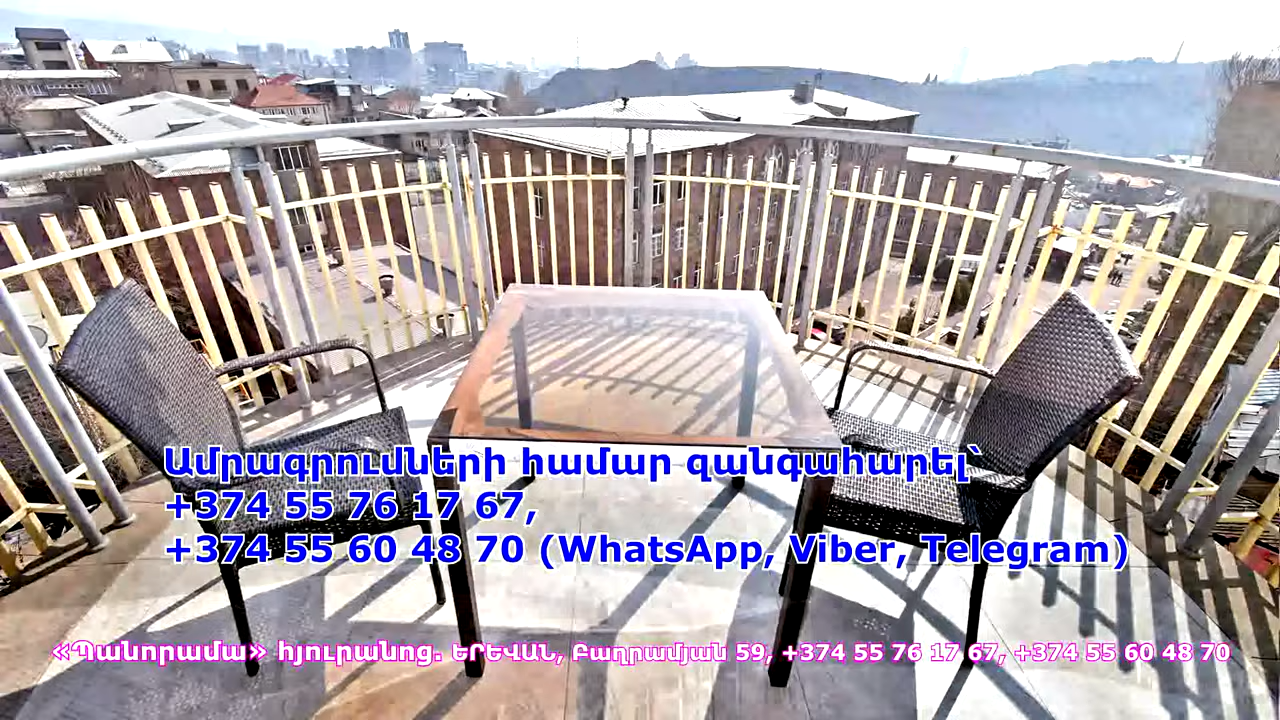 Ամրագրումների համար զանգահարել՝
+374 55 76 17 67,
+374 55 60 48 70 (WhatsApp, Viber, Telegram)
«Պանորամա» հյուրանոց. ԵՐԵՎԱՆ, Բաղրամյան 59, +374 55 76 17 67, +374 55 60 48 70